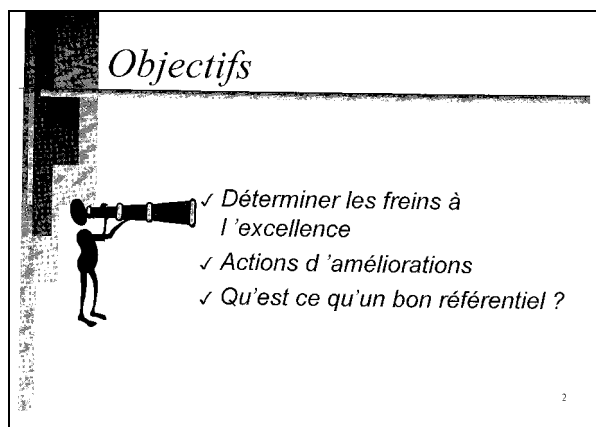 Objectifs
✓ Déterminer les freins à
l 'excellence
✓ Actions d 'améliorations
✓ Qu'est ce qu'un bon référentiel ?
2